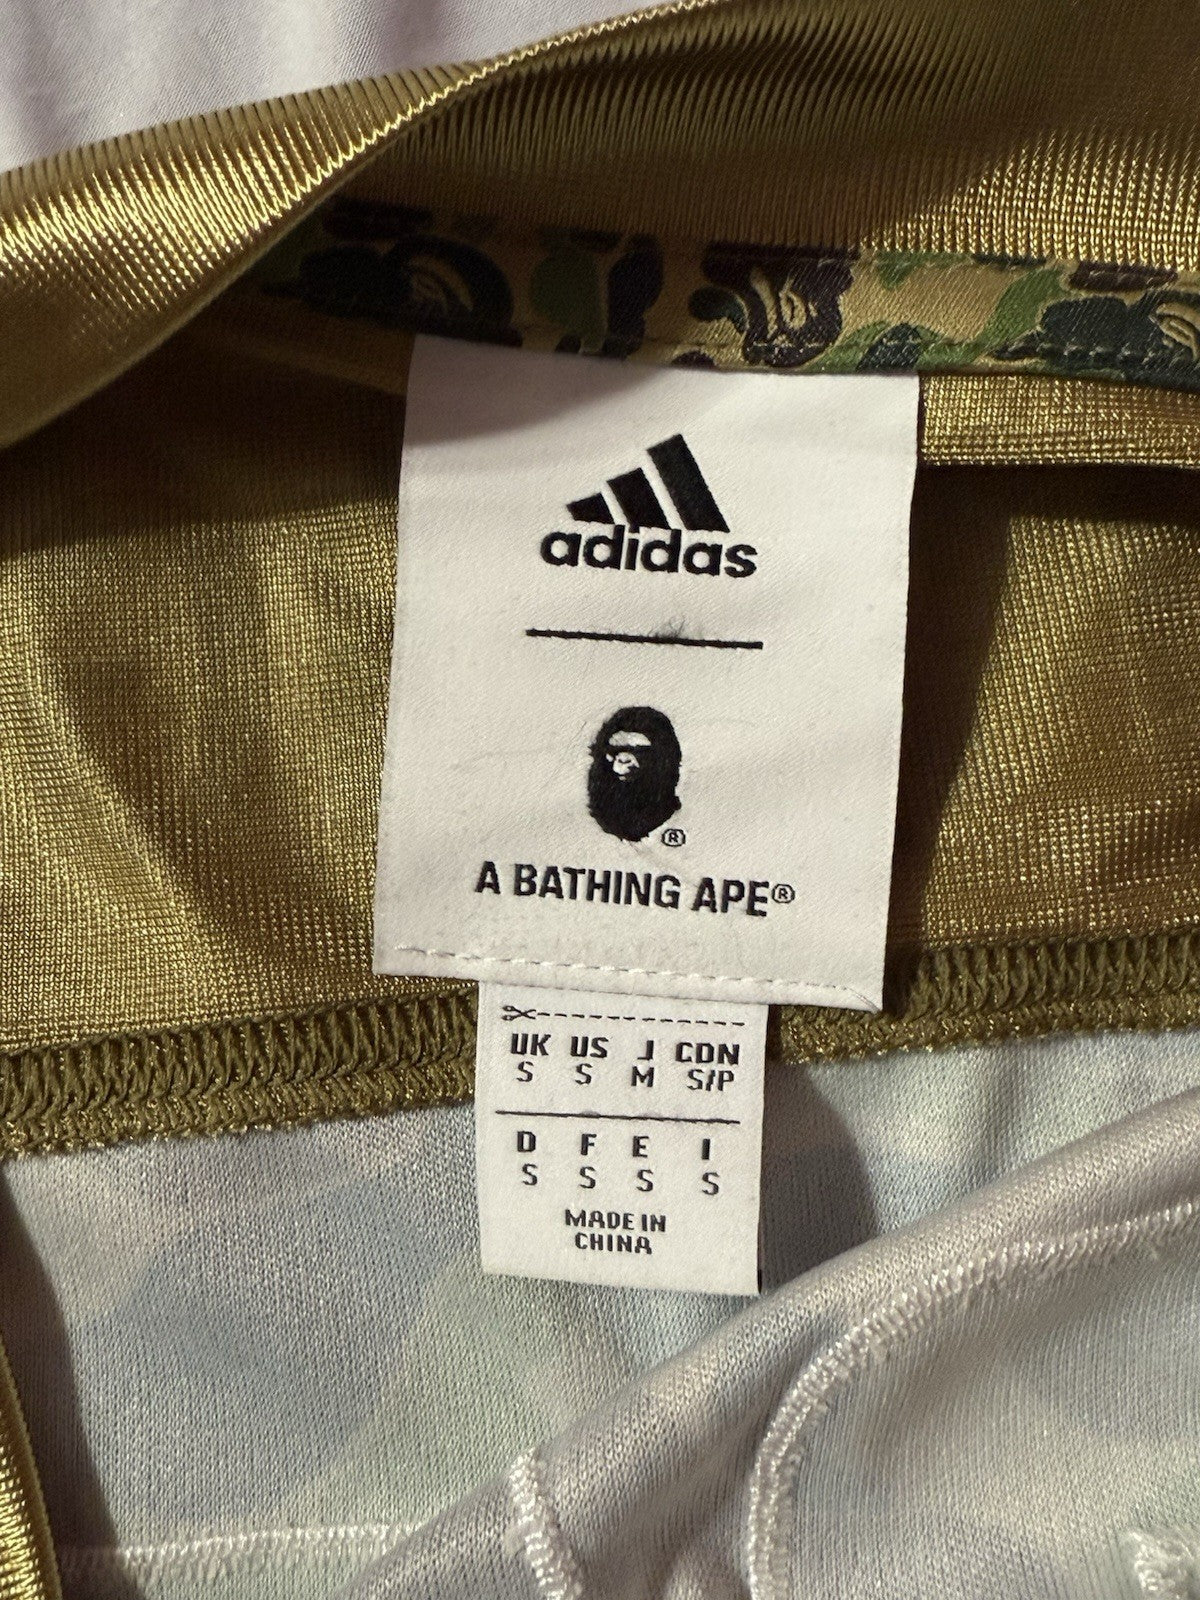 adidas
®
A BATHING APE®
UK US J CDN
S S M S/P
D F E I
S S S S
MADE IN
CHINA